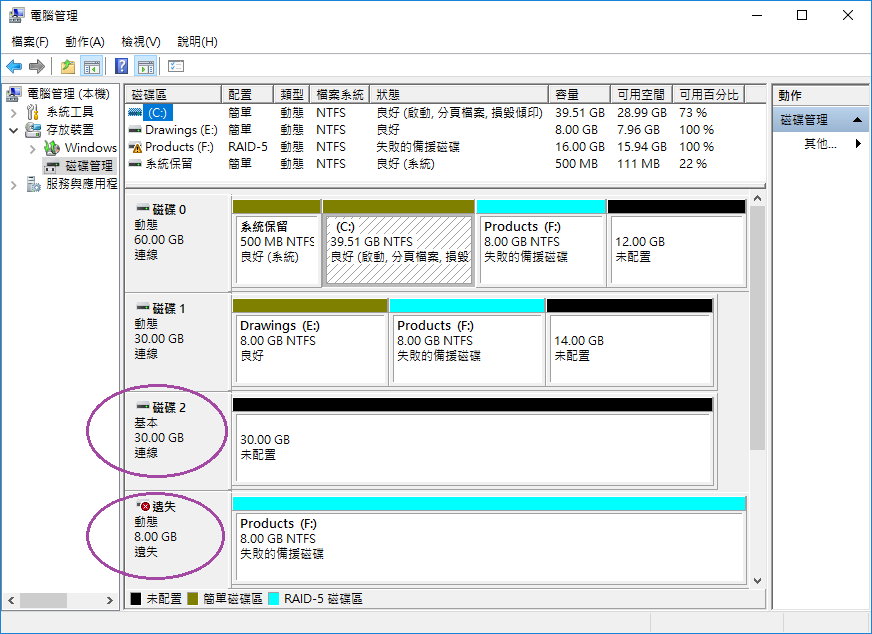 電腦管理
檔案(F) 動作(A) 檢視(V) 說明(H)
電腦管理 (本機)
系統工具
存放裝置
Windows
磁碟管理
服務與應用程
磁碟區 配置 類型 檔案系統 狀態 容量 可用空間 可用百分比
(C:) 簡單 動態 NTFS 良好 (啟動, 分頁檔案, 損毀傾印) 39.51 GB 28.99 GB 73 %
Drawings (E:) 簡單 動態 NTFS 良好 8.00 GB 7.96 GB 100 %
Products (F:) RAID-5 動態 NTFS 失敗的備援磁碟 16.00 GB 15.94 GB 100 %
系統保留 簡單 動態 NTFS 良好 (系統) 500 MB 111 MB 22 %
磁碟 0
動態
60.00 GB
連線
系統保留
500 MB NTFS
良好 (系統)
(C:)
39.51 GB NTFS
良好 (啟動, 分頁檔案, 損毀
Products (F:)
8.00 GB NTFS
失敗的備援磁碟
12.00 GB
未配置
磁碟 1
動態
30.00 GB
連線
Drawings (E:)
8.00 GB NTFS
良好
Products (F:)
8.00 GB NTFS
失敗的備援磁碟
14.00 GB
未配置
磁碟 2
基本
30.00 GB
連線
30.00 GB
未配置
遺失
動態
8.00 GB
遺失
Products (F:)
8.00 GB NTFS
失敗的備援磁碟
未配置 簡單磁碟區 RAID-5 磁碟區
動作
磁碟管理
其他...